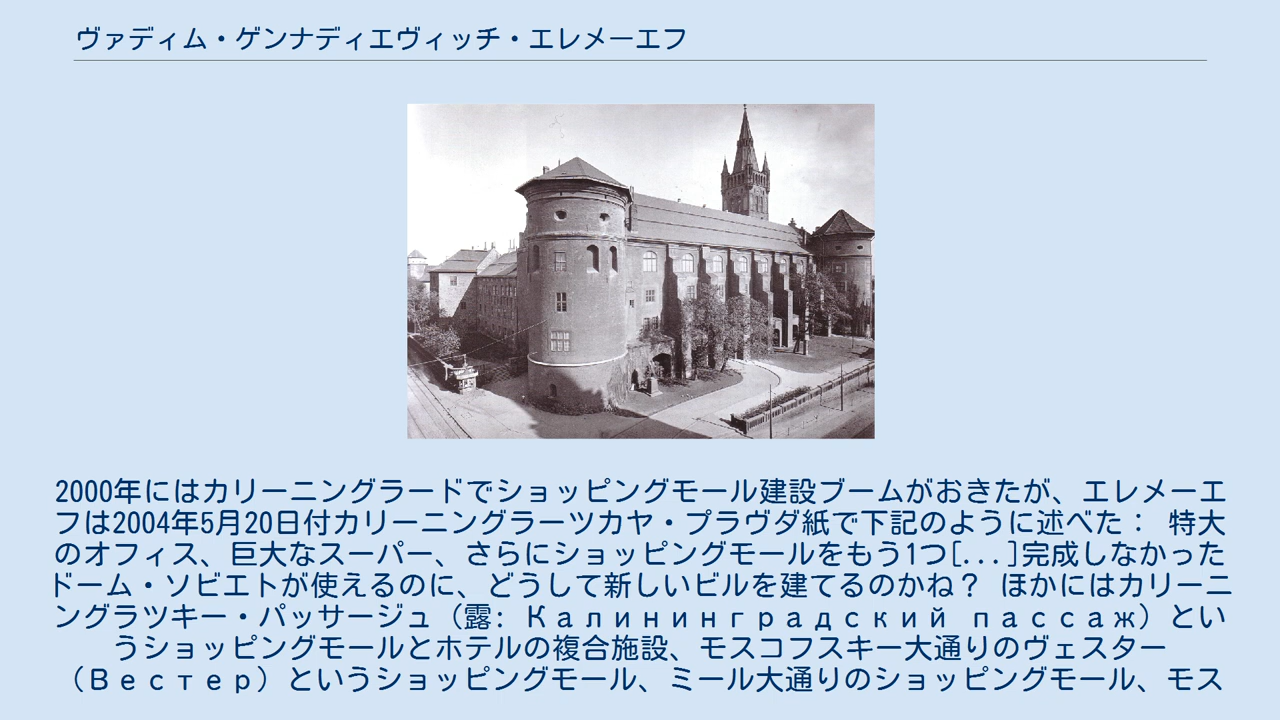 ヴァディム・ゲンナディエヴィッチ・エレメーエフ
2000年にはカリーニングラードでショッピングモール建設ブームがおきたが、エレメーエ
フは2004年5月20日付カリーニングラーツカヤ・プラヴダ紙で下記のように述べた： 特大
のオフィス、巨大なスーパー、さらにショッピングモールをもう1つ[...]完成しなかった
ドーム・ソビエトが使えるのに、どうして新しいビルを建てるのかね？ ほかにはカリーニ
ングラツキー・パッサージュ（露: Калининградский пассаж）とい
うショッピングモールとホテルの複合施設、モスコフスキー大通りのヴェスター
（Вестер）というショッピングモール、ミール大通りのショッピングモール、モス